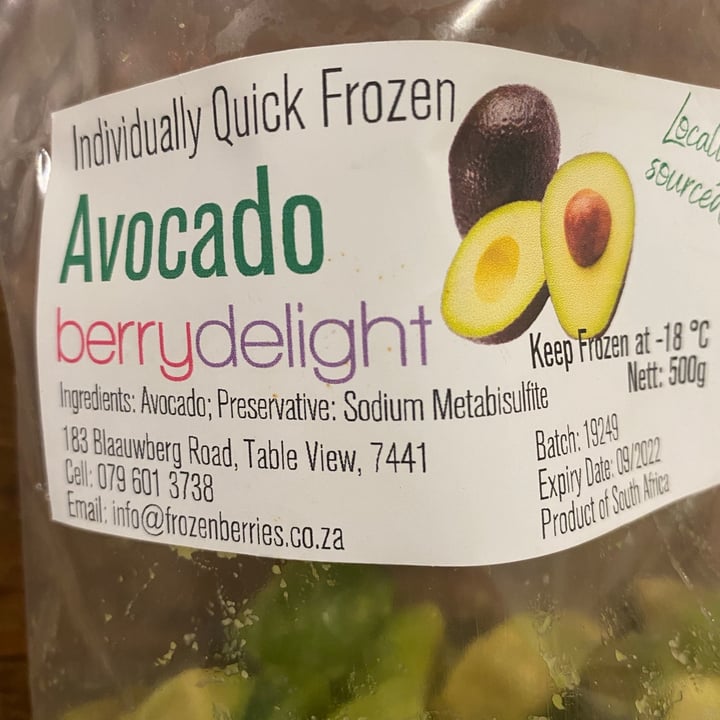 Individually Quick Frozen
Locally
sourced
Avocado
berrydelight
Keep Frozen at -18 °C
Nett: 500g
Ingredients: Avocado; Preservative: Sodium Metabisulfite
183 Blaauwberg Road, Table View, 7441
Cell: 079 601 3738
Email: info@frozenberries.co.za
Batch: 19249
Expiry Date: 09/2022
Product of South Africa